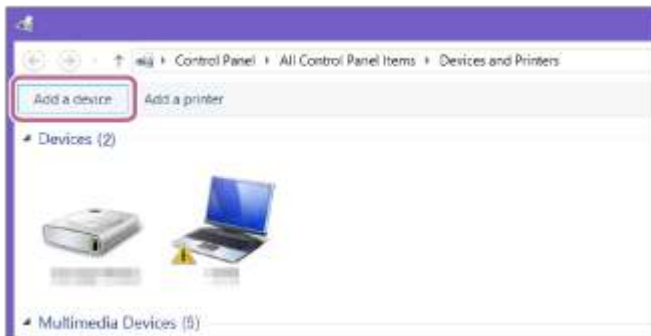 Control Panel All Control Panel Items Devices and Printers
Add a device Add a printer
Devices (2)
Multimedia Devices (5)